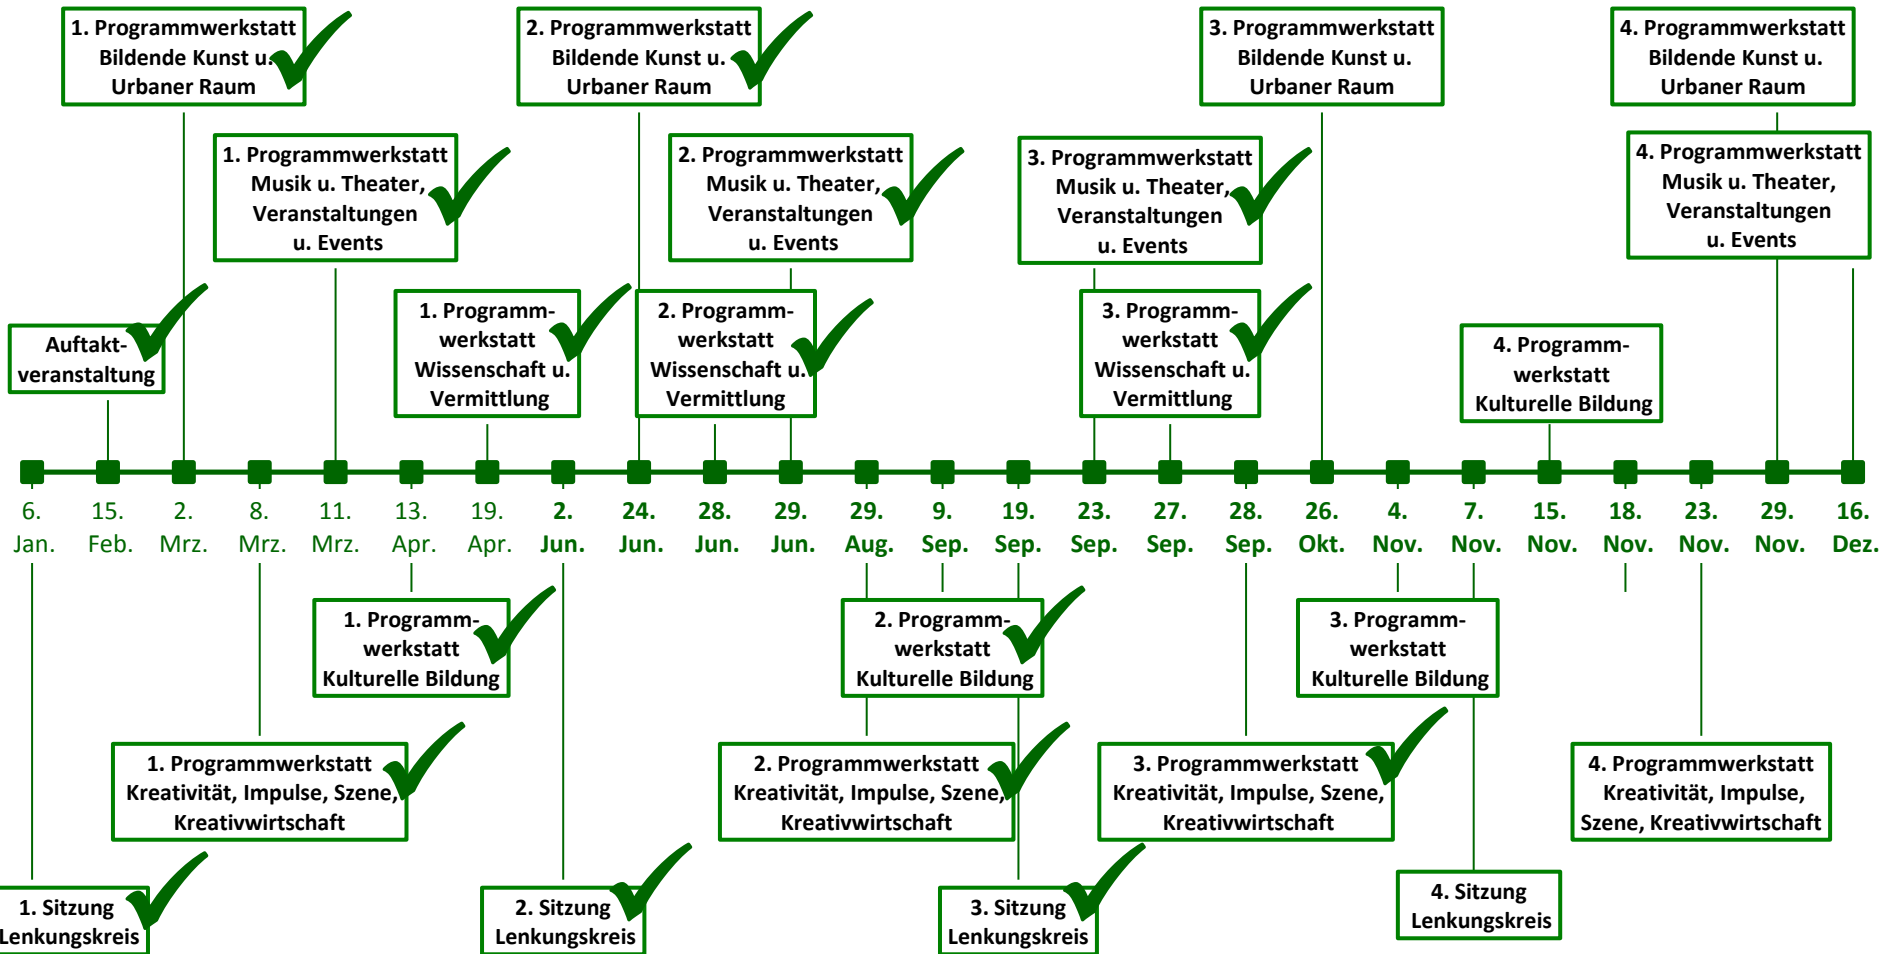 1. Programmwerkstatt
Bildende Kunst u.
Urbaner Raum
2. Programmwerkstatt
Bildende Kunst u.
Urbaner Raum
3. Programmwerkstatt
Bildende Kunst u.
Urbaner Raum
4. Programmwerkstatt
Bildende Kunst u.
Urbaner Raum
1. Programmwerkstatt
Musik u. Theater,
Veranstaltungen
u. Events
2. Programmwerkstatt
Musik u. Theater,
Veranstaltungen
u. Events
3. Programmwerkstatt
Musik u. Theater,
Veranstaltungen
u. Events
4. Programmwerkstatt
Musik u. Theater,
Veranstaltungen
u. Events
Auftakt-
veranstaltung
1. Programm-
werkstatt
Wissenschaft u.
Vermittlung
2. Programm-
werkstatt
Wissenschaft u.
Vermittlung
3. Programm-
werkstatt
Wissenschaft u.
Vermittlung
4. Programm-
werkstatt
Kulturelle Bildung
6. 15. 2. 8. 11. 13. 19. 2. 24. 28. 29. 29. 9. 19. 23. 27. 28. 26. 4. 7. 15. 18. 23. 29. 16.
Jan. Feb. Mrz. Mrz. Mrz. Apr. Apr. Jun. Jun. Jun. Jun. Aug. Sep. Sep. Sep. Sep. Sep. Okt. Nov. Nov. Nov. Nov. Nov. Nov. Dez.
1. Programm-
werkstatt
Kulturelle Bildung
2. Programm-
werkstatt
Kulturelle Bildung
3. Programm-
werkstatt
Kulturelle Bildung
1. Programmwerkstatt
Kreativität, Impulse, Szene,
Kreativwirtschaft
2. Programmwerkstatt
Kreativität, Impulse, Szene,
Kreativwirtschaft
3. Programmwerkstatt
Kreativität, Impulse, Szene,
Kreativwirtschaft
4. Programmwerkstatt
Kreativität, Impulse,
Szene, Kreativwirtschaft
1. Sitzung
Lenkungskreis
2. Sitzung
Lenkungskreis
3. Sitzung
Lenkungskreis
4. Sitzung
Lenkungskreis